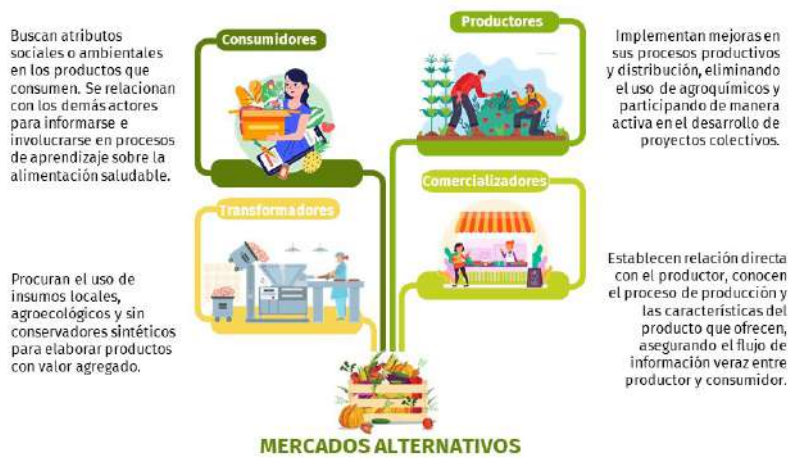 Consumidores
Buscan atributos
sociales o ambientales
en los productos que
consumen. Se relacionan
con los demás actores
para informarse e
involucrarse en procesos
de aprendizaje sobre la
alimentación saludable.
Productores
Implementan mejoras en
sus procesos productivos
y distribución, eliminando
el uso de agroquímicos y
participando de manera
activa en el desarrollo de
proyectos colectivos.
Transformadores
Procuran el uso de
insumos locales,
agroecológicos y sin
conservadores sintéticos
para elaborar productos
con valor agregado.
Comercializadores
Establecen relación directa
con el productor, conocen
el proceso de producción y
las características del
producto que ofrecen,
asegurando el flujo de
información veraz entre
productor y consumidor.
MERCADOS ALTERNATIVOS